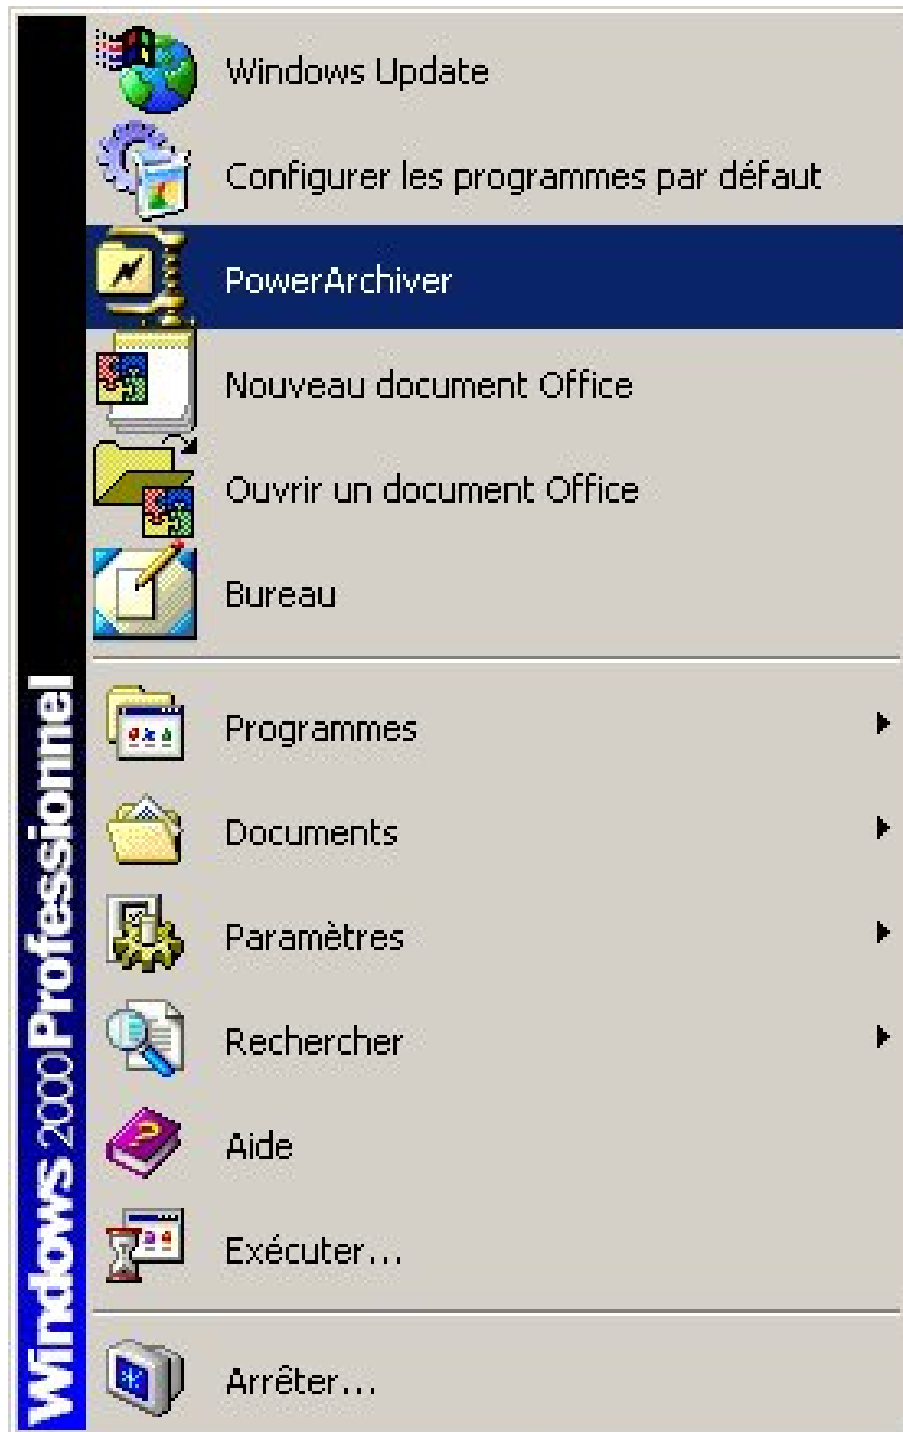 Windows Update
Configurer les programmes par défaut
PowerArchiver
Nouveau document Office
Ouvrir un document Office
Bureau
Programmes
Documents
Paramètres
Rechercher
Aide
Exécuter...
Arrêter...
Windows 2000 Professionnel